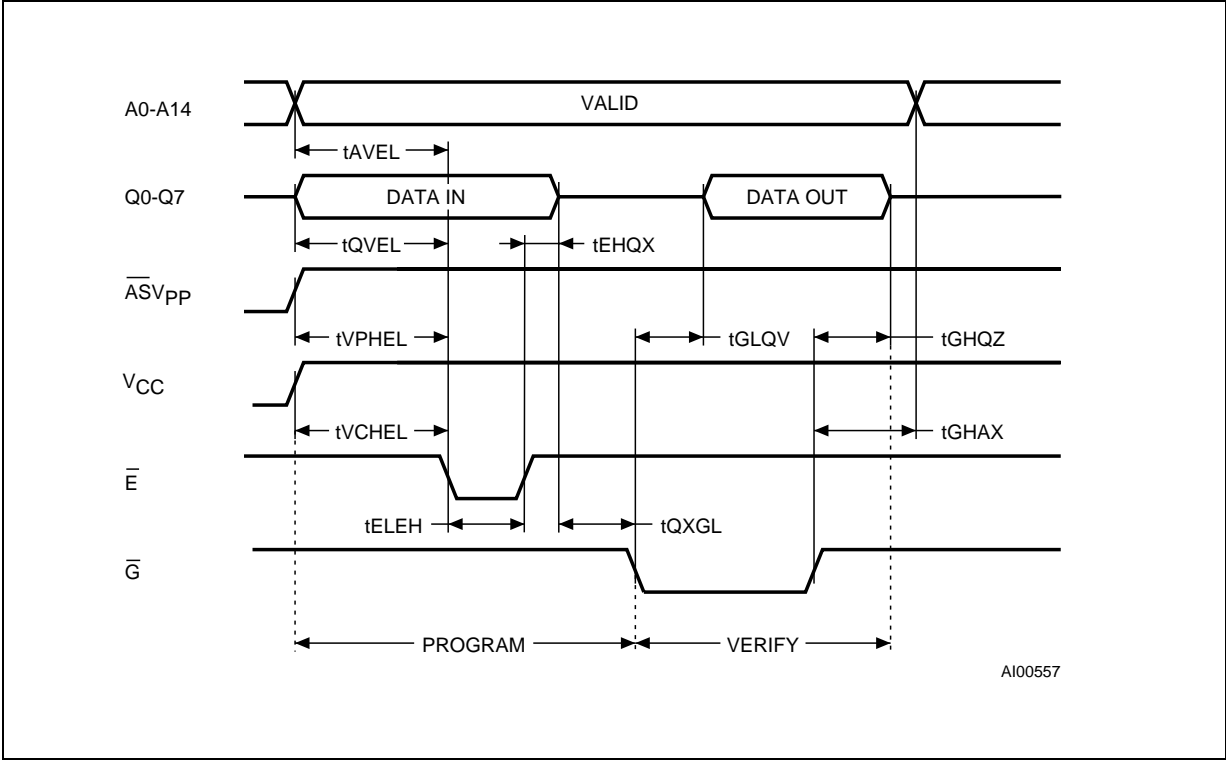 A0-A14
VALID
tAVEL
Q0-Q7
DATA IN
DATA OUT
tQVEL
tEHQX
A̅S̅VPP
tVPHEL
tGLQV
tGHQZ
VCC
tVCHEL
tGHAX
E̅
tELEH
tQXGL
G̅
PROGRAM
VERIFY
AI00557